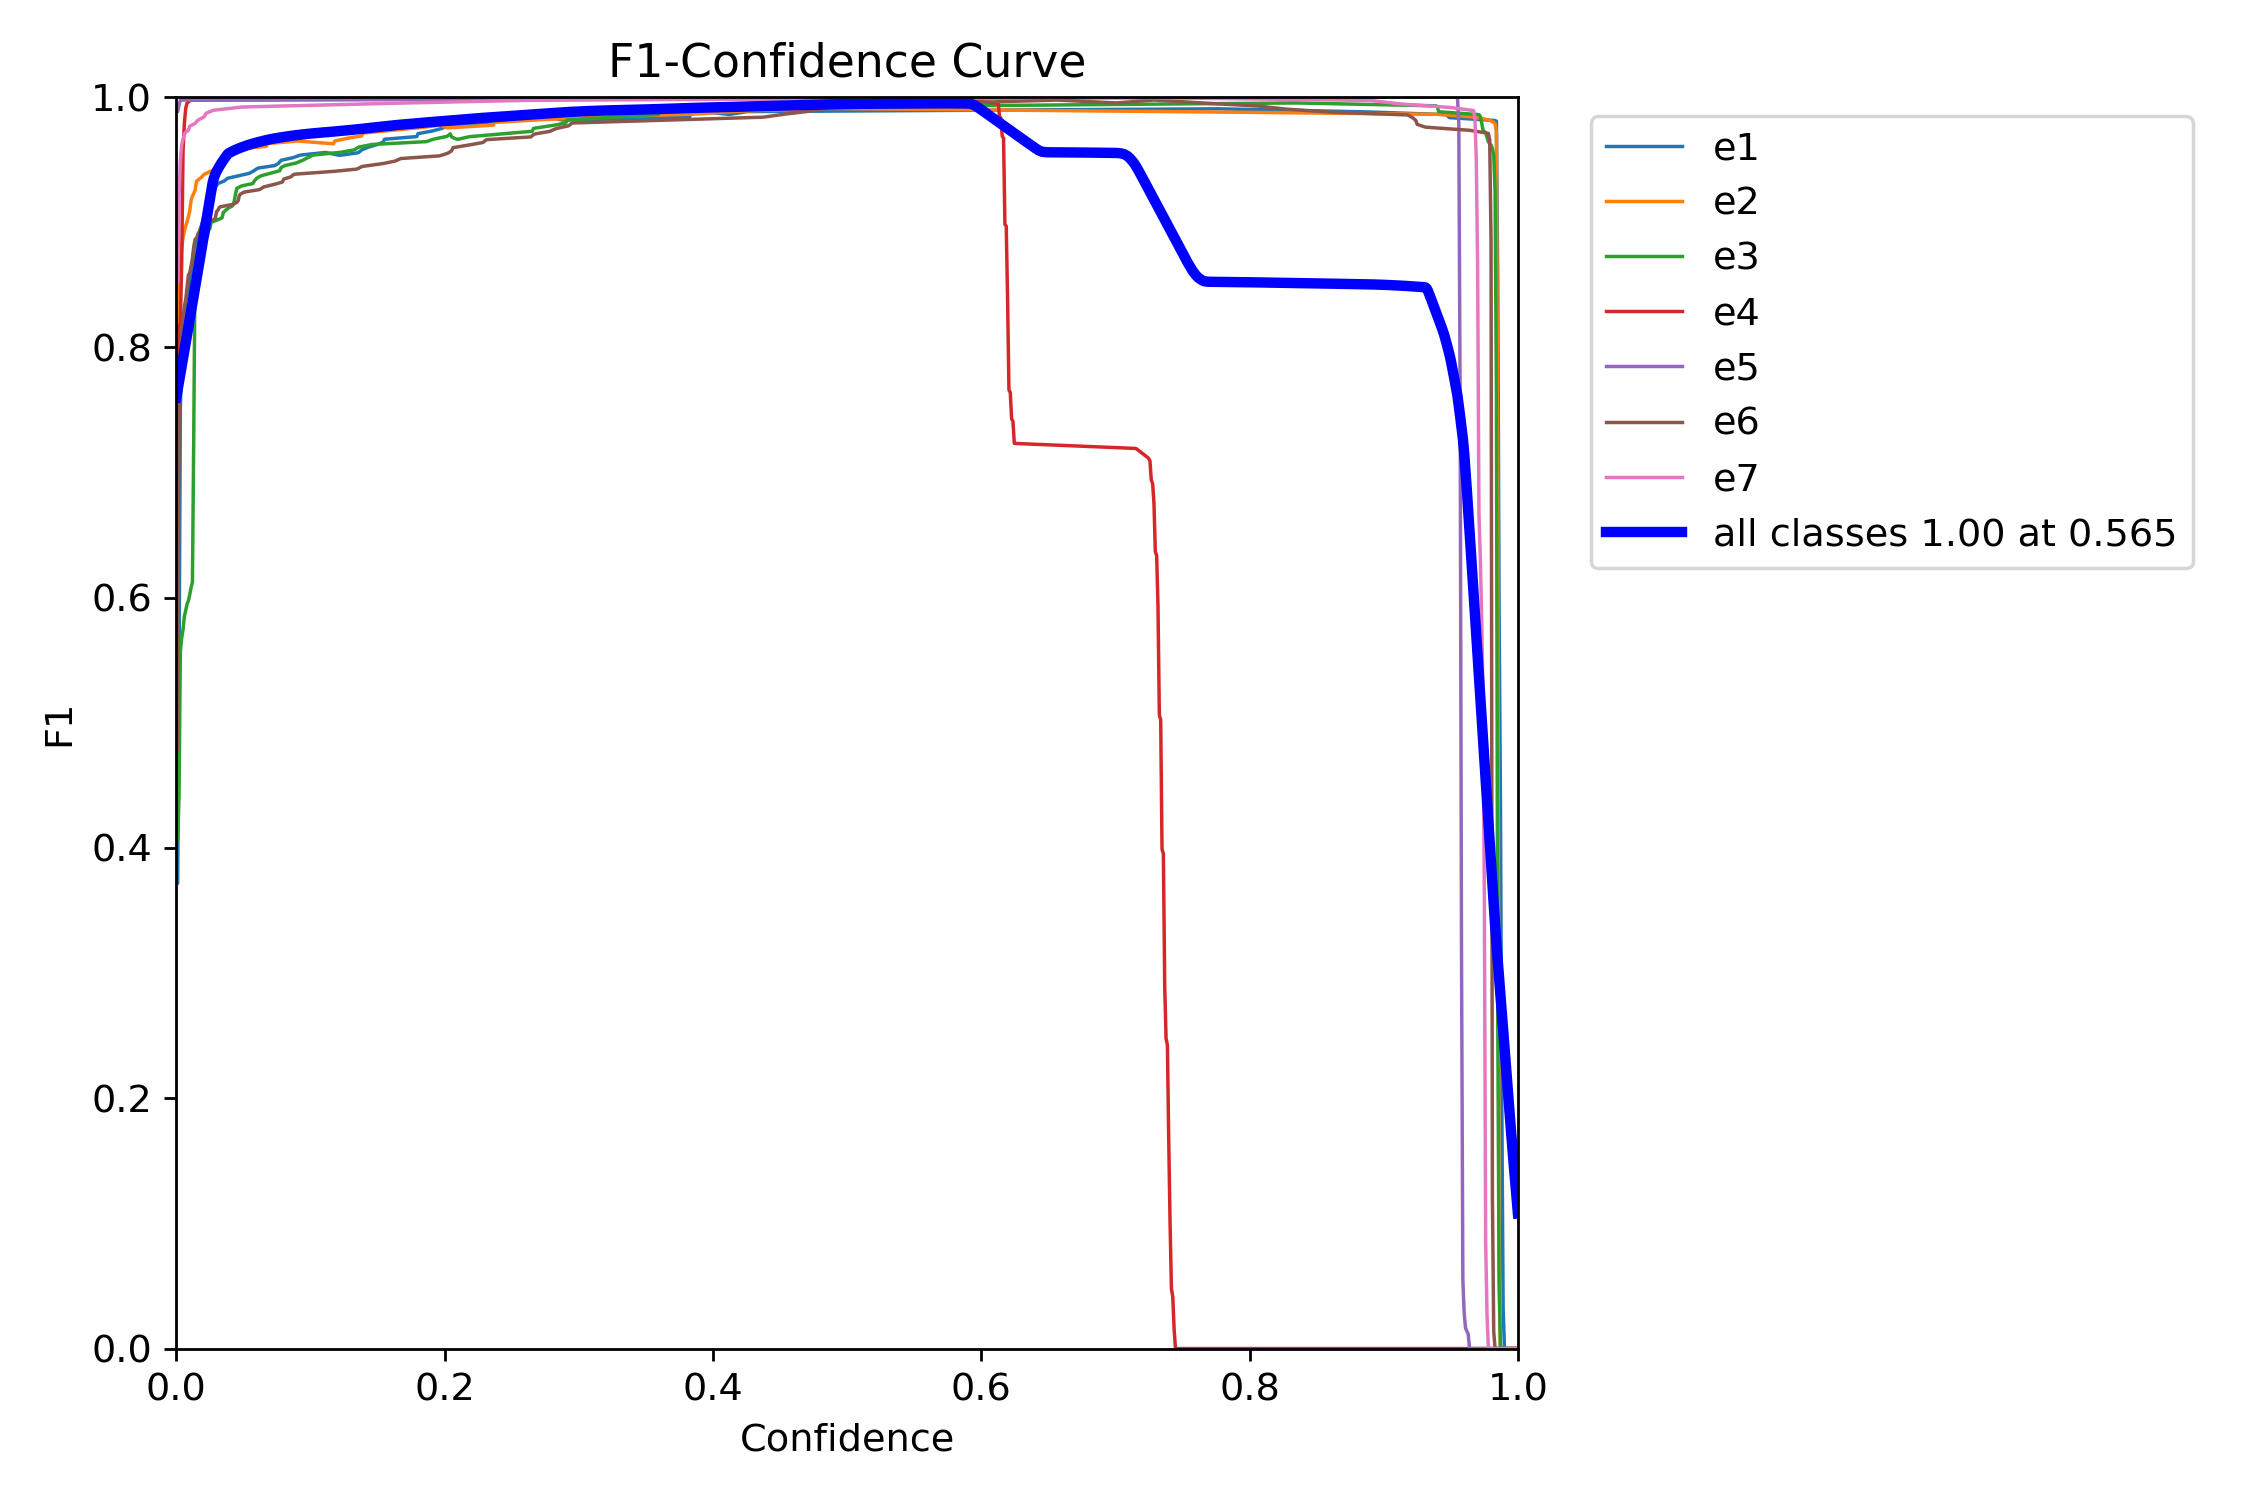 F1-Confidence Curve
1.0
0.8
0.6
0.4
0.2
0.0
F1
0.0 0.2 0.4 0.6 0.8 1.0
Confidence
e1
e2
e3
e4
e5
e6
e7
all classes 1.00 at 0.565